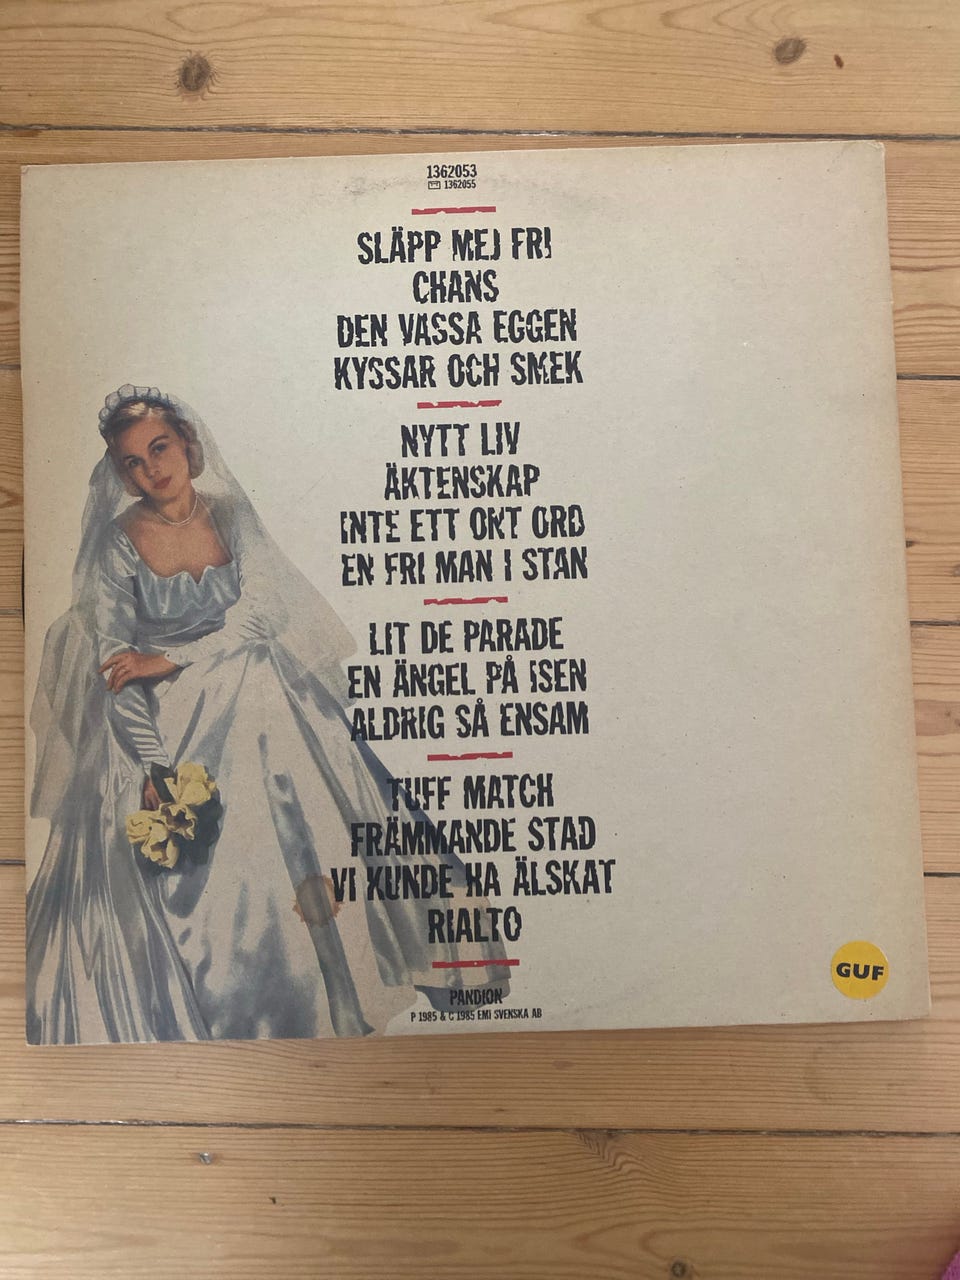 1362053
1362055
SLÄPP MEJ FRI
CHANS
DEN VASSA EGGEN
KYSSAR OCH SMEK
NYTT LIV
ÄKTENSKAP
INTE ETT ONT ORD
EN FRI MAN I STAN
LIT DE PARADE
EN ÄNGEL PÅ ISEN
ALDRIG SÅ ENSAM
TUFF MATCH
FRÄMMANDE STAD
VI KUNDE HA ÄLSKAT
RIALTO
PANDION
P 1985 & C 1985 EMI SVENSKA AB
GUF